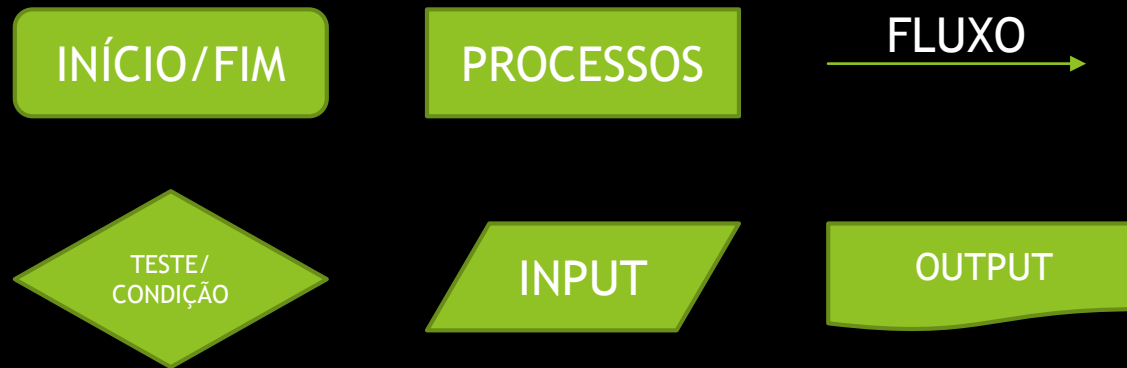 INÍCIO/FIM
PROCESSOS
FLUXO
TESTE/
CONDIÇÃO
INPUT
OUTPUT